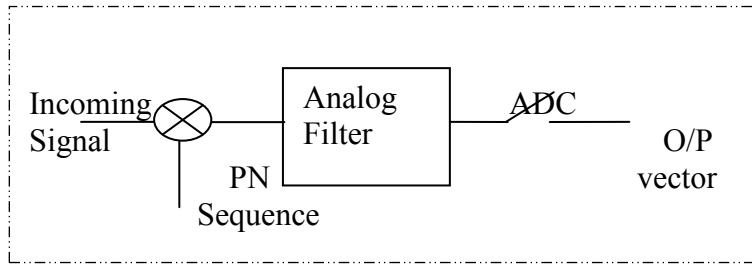 Incoming
Signal
Analog
Filter
ADC
O/P
vector
PN
Sequence